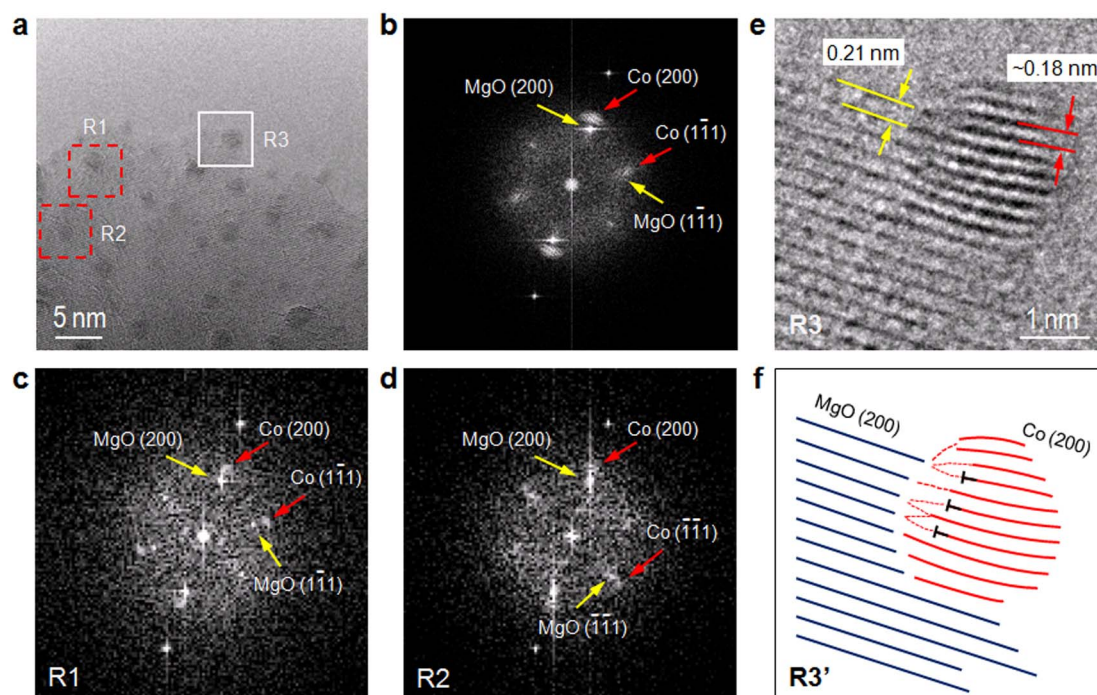 a
R1
R2
R3
5 nm
b
MgO (200)
Co (200)
Co (11̄1)
MgO (11̄1)
e
0.21 nm
~0.18 nm
R3
1 nm
c
MgO (200)
Co (200)
Co (11̄1)
MgO (11̄1)
R1
d
MgO (200)
Co (200)
Co (1̄1̄1)
MgO (1̄1̄1)
R2
f
MgO (200)
Co (200)
R3’